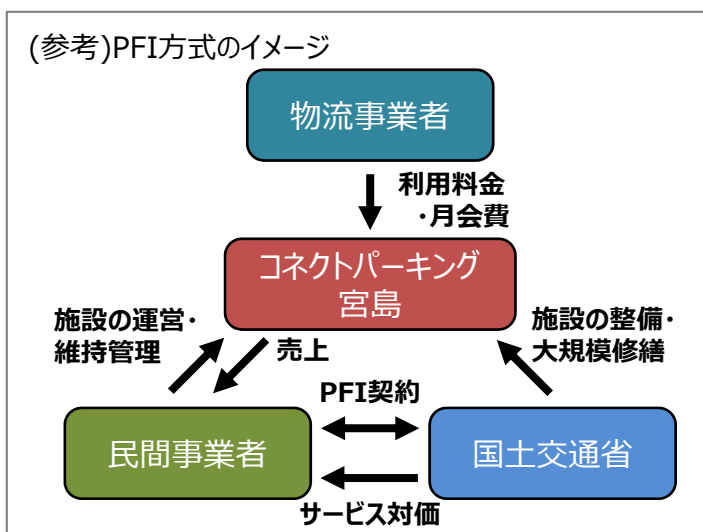 (参考)PFI方式のイメージ
物流事業者
利用料金
・月会費
コネクトパーキング
宮島
施設の運営・
維持管理
売上
施設の整備・
大規模修繕
PFI契約
民間事業者
国土交通省
サービス対価